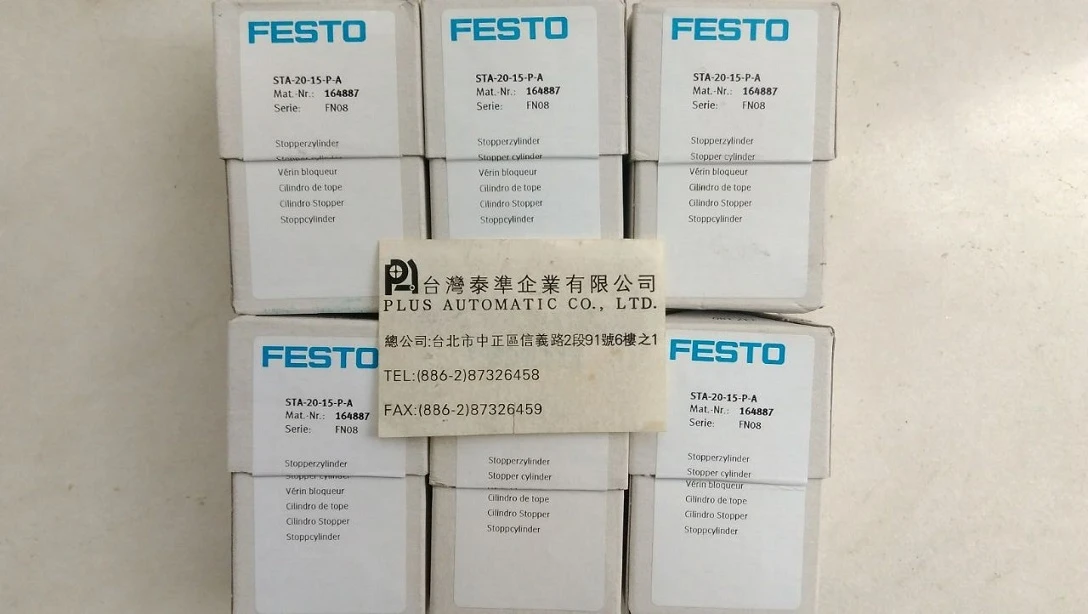 FESTO
STA-20-15-P-A
Mat.-Nr.: 164887
Serie: FN08
Stopperzylinder
Stopper cylinder
Vérin bloqueur
Cilindro de tope
Cilindro Stopper
Stoppcylinder
FESTO
STA-20-15-P-A
Mat.-Nr.: 164887
Serie: FN08
Stopperzylinder
Stopper cylinder
Vérin bloqueur
Cilindro de tope
Cilindro Stopper
Stoppcylinder
FESTO
STA-20-15-P-A
Mat.-Nr.: 164887
Serie: FN08
Stopperzylinder
Stopper cylinder
Vérin bloqueur
Cilindro de tope
Cilindro Stopper
Stoppcylinder
台灣泰準企業有限公司
PLUS AUTOMATIC CO., LTD.
總公司:台北市中正區信義路2段91號6樓之1
TEL:(886-2)87326458
FAX:(886-2)87326459
FESTO
STA-20-15-P-A
Mat.-Nr.: 164887
Serie: FN08
Stopperzylinder
Stopper cylinder
Vérin bloqueur
Cilindro de tope
Cilindro Stopper
Stoppcylinder
Stopperzylinder
Stopper cylinder
Cilindro de tope
Cilindro Stopper
Stoppcylinder
FESTO
STA-20-15-P-A
Mat.-Nr.: 164887
Serie: FN08
Stopperzylinder
Stopper cylinder
Vérin bloqueur
Cilindro de tope
Cilindro Stopper
Stoppcylinder